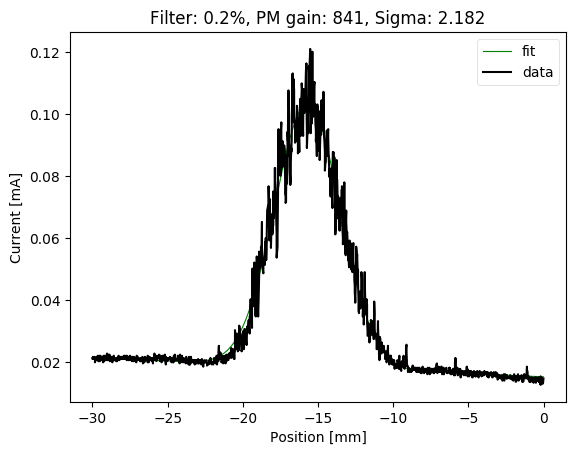 Filter: 0.2%, PM gain: 841, Sigma: 2.182
fit
data
0.12
0.10
0.08
0.06
0.04
0.02
Current [mA]
−30
−25
−20
−15
−10
−5
0
Position [mm]